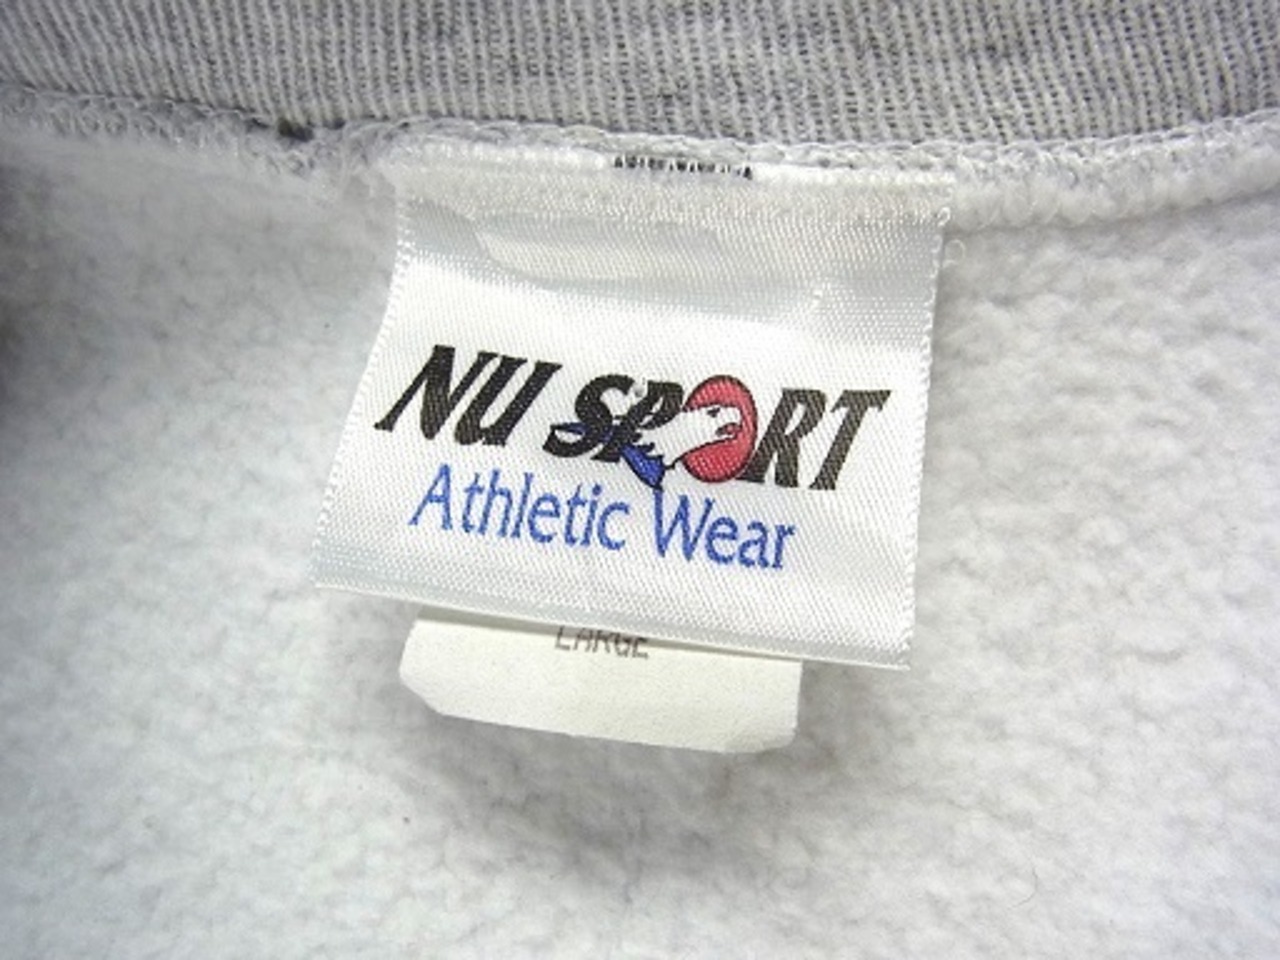 NU SPORT
Athletic Wear
LARGE